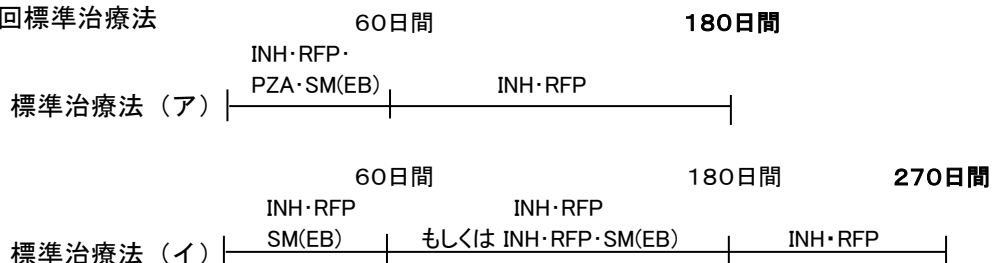 回標準治療法
60日間 180日間
INH・RFP・
PZA・SM(EB) INH・RFP
標準治療法（ア）
60日間 180日間 270日間
INH・RFP INH・RFP
SM(EB) もしくは INH・RFP・SM(EB) INH・RFP
標準治療法（イ）